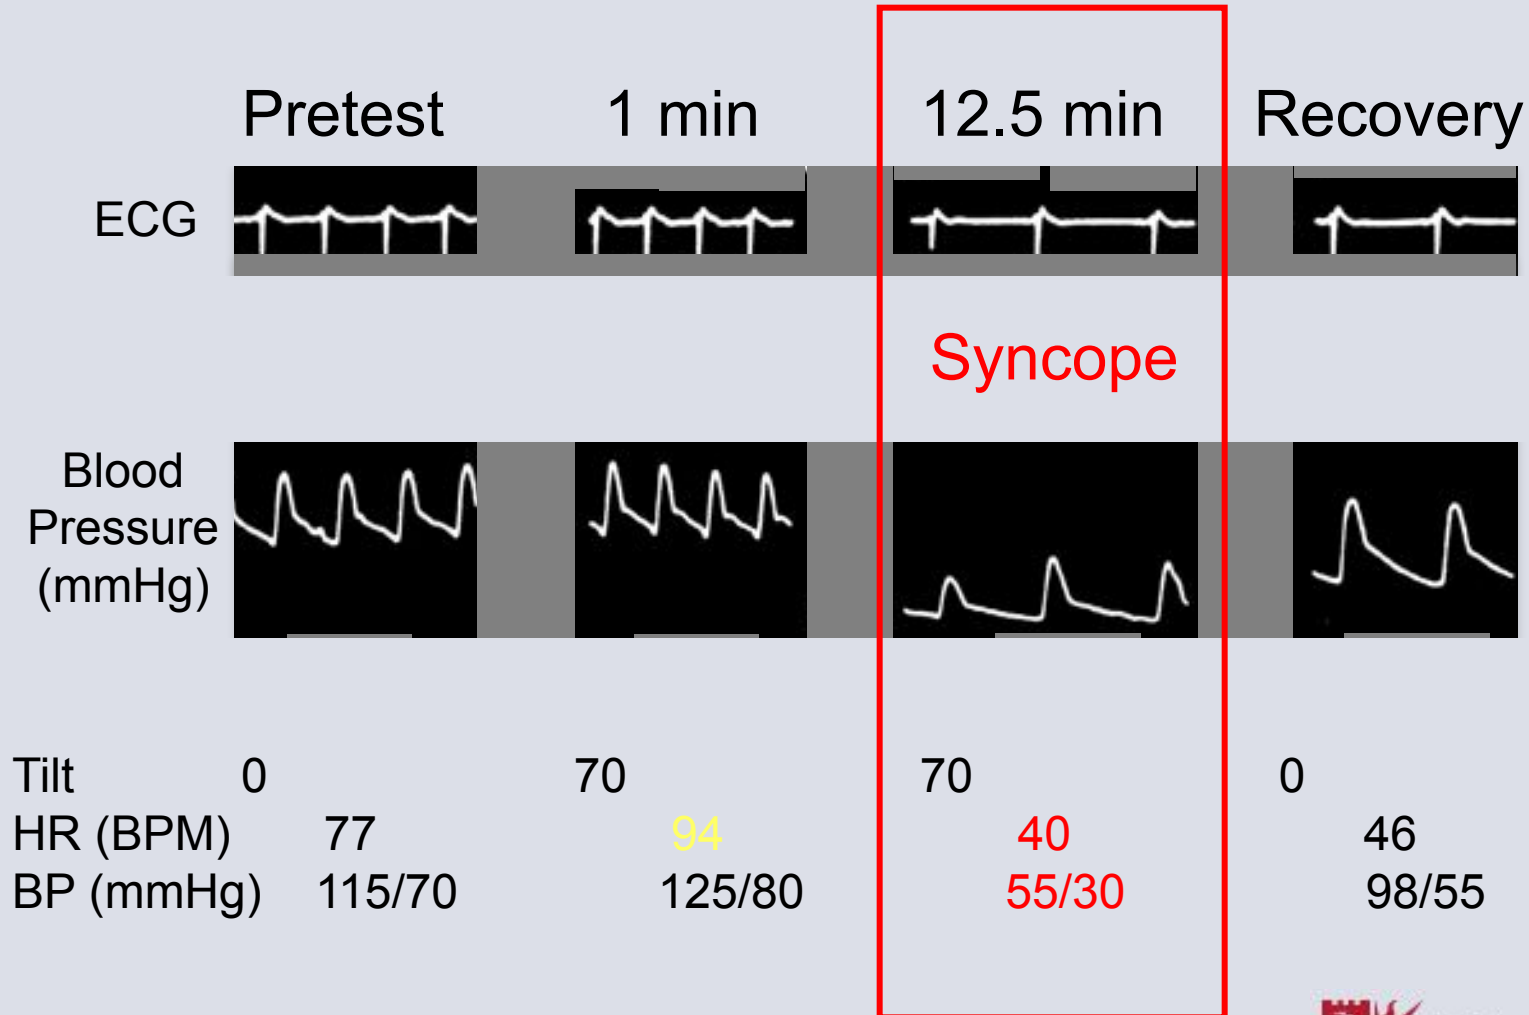 Pretest 1 min 12.5 min Recovery
ECG
Syncope
Blood
Pressure
(mmHg)
Tilt 0 70 70 0
HR (BPM) 77 94 40 46
BP (mmHg) 115/70 125/80 55/30 98/55